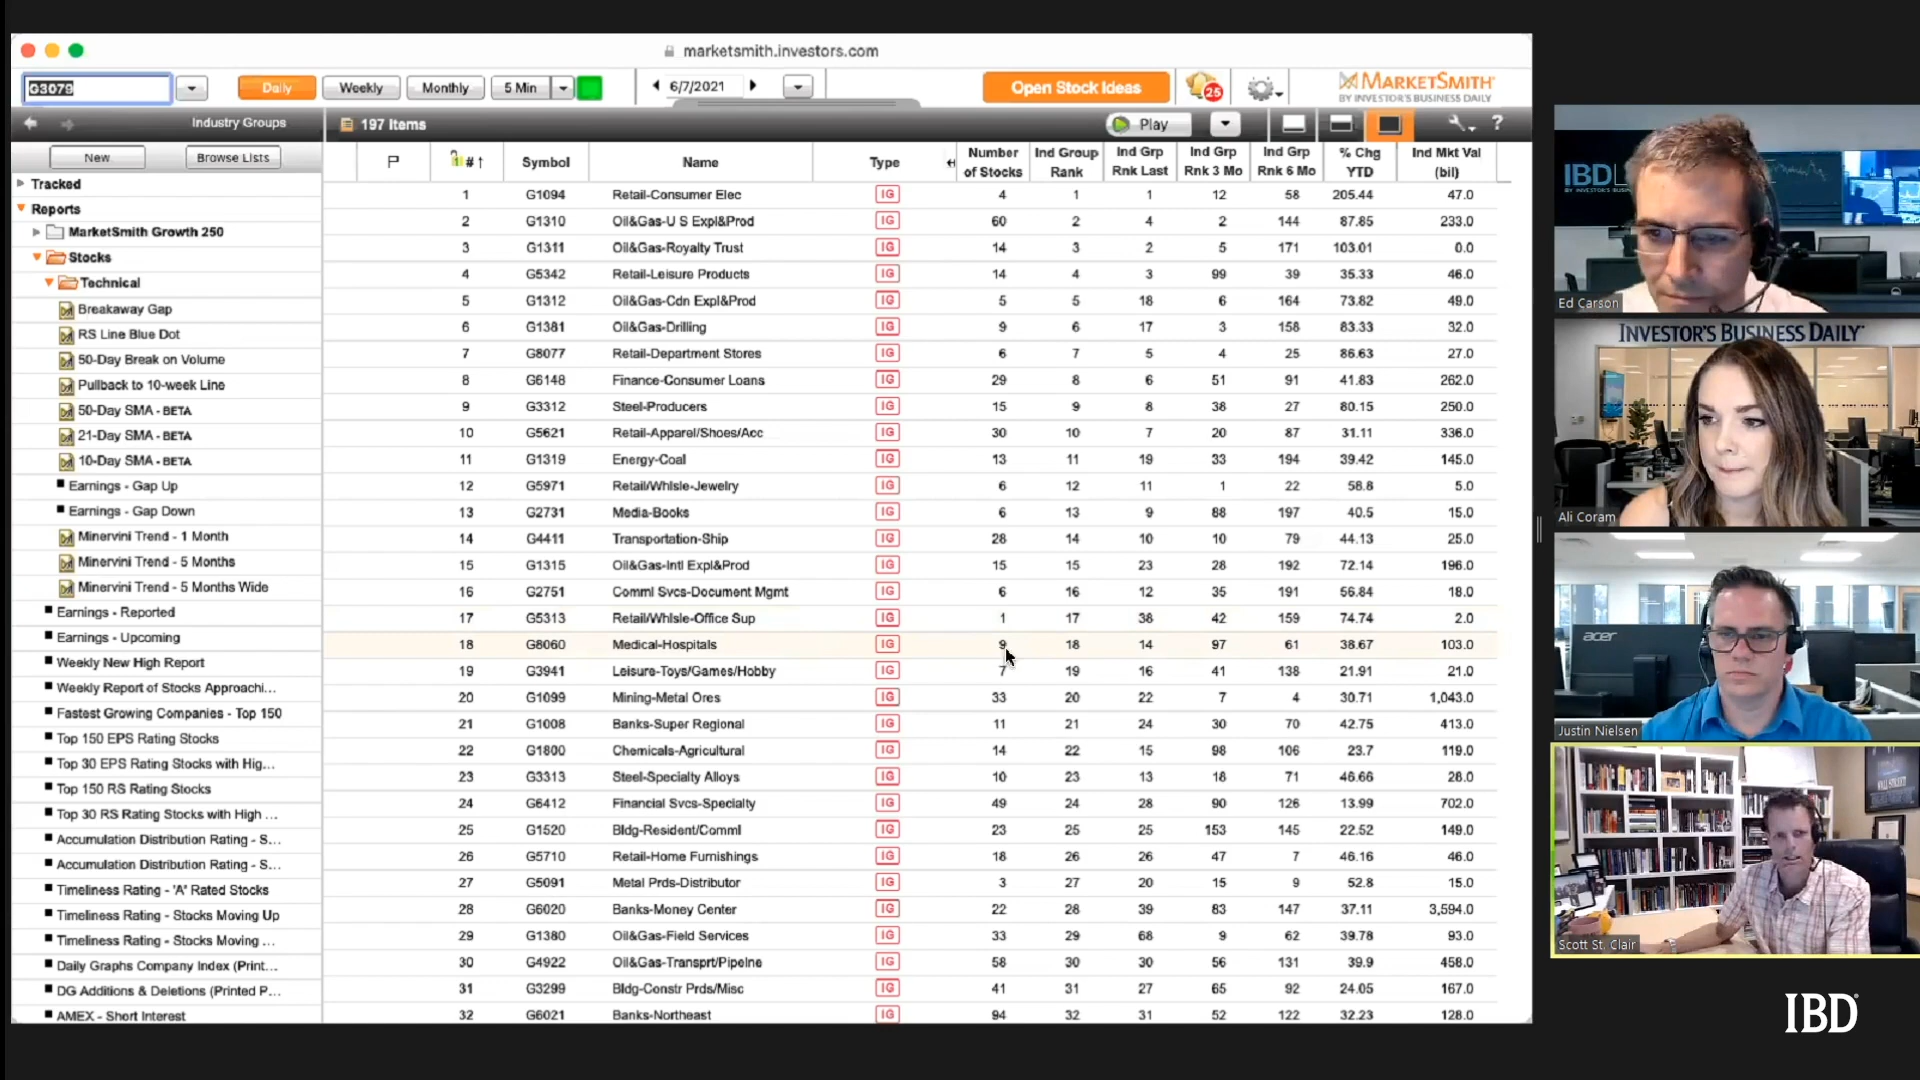 marketsmith.investors.com
G3079
Daily
Weekly
Monthly
5 Min
6/7/2021
Open Stock Ideas
25
MARKETSMITH
BY INVESTOR'S BUSINESS DAILY
Industry Groups
197 Items
Play
?
New
Browse Lists
Tracked
Reports
MarketSmith Growth 250
Stocks
Technical
Breakaway Gap
RS Line Blue Dot
50-Day Break on Volume
Pullback to 10-week Line
50-Day SMA - BETA
21-Day SMA - BETA
10-Day SMA - BETA
Earnings - Gap Up
Earnings - Gap Down
Minervini Trend - 1 Month
Minervini Trend - 5 Months
Minervini Trend - 5 Months Wide
Earnings - Reported
Earnings - Upcoming
Weekly New High Report
Weekly Report of Stocks Approachi...
Fastest Growing Companies - Top 150
Top 150 EPS Rating Stocks
Top 30 EPS Rating Stocks with Hig...
Top 150 RS Rating Stocks
Top 30 RS Rating Stocks with High ...
Accumulation Distribution Rating - S...
Accumulation Distribution Rating - S...
Timeliness Rating - 'A' Rated Stocks
Timeliness Rating - Stocks Moving Up
Timeliness Rating - Stocks Moving ...
Daily Graphs Company Index (Print...
DG Additions & Deletions (Printed P...
AMEX - Short Interest
# Symbol Name Type Number of Stocks Ind Group Rank Ind Grp Rnk Last Ind Grp Rnk 3 Mo Ind Grp Rnk 6 Mo % Chg YTD Ind Mkt Val (bil)
1 G1094 Retail-Consumer Elec IG 4 1 1 12 58 205.44 47.0
2 G1310 Oil&Gas-U S Expl&Prod IG 60 2 4 2 144 87.85 233.0
3 G1311 Oil&Gas-Royalty Trust IG 14 3 2 5 171 103.01 0.0
4 G5342 Retail-Leisure Products IG 14 4 3 99 39 35.33 46.0
5 G1312 Oil&Gas-Cdn Expl&Prod IG 5 5 18 6 164 73.82 49.0
6 G1381 Oil&Gas-Drilling IG 9 6 17 3 158 83.33 32.0
7 G8077 Retail-Department Stores IG 6 7 5 4 25 86.63 27.0
8 G6148 Finance-Consumer Loans IG 29 8 6 51 91 41.83 262.0
9 G3312 Steel-Producers IG 15 9 8 38 27 80.15 250.0
10 G5621 Retail-Apparel/Shoes/Acc IG 30 10 7 20 87 31.11 336.0
11 G1319 Energy-Coal IG 13 11 19 33 194 39.42 145.0
12 G5971 Retail/Whlsle-Jewelry IG 6 12 11 1 22 58.8 5.0
13 G2731 Media-Books IG 6 13 9 88 197 40.5 15.0
14 G4411 Transportation-Ship IG 28 14 10 10 79 44.13 25.0
15 G1315 Oil&Gas-Intl Expl&Prod IG 15 15 23 28 192 72.14 196.0
16 G2751 Comml Svcs-Document Mgmt IG 6 16 12 35 191 56.84 18.0
17 G5313 Retail/Whlsle-Office Sup IG 1 17 38 42 159 74.74 2.0
18 G8060 Medical-Hospitals IG 9 18 14 97 61 38.67 103.0
19 G3941 Leisure-Toys/Games/Hobby IG 7 19 16 41 138 21.91 21.0
20 G1099 Mining-Metal Ores IG 33 20 22 7 4 30.71 1,043.0
21 G1008 Banks-Super Regional IG 11 21 24 30 70 42.75 413.0
22 G1800 Chemicals-Agricultural IG 14 22 15 98 106 23.7 119.0
23 G3313 Steel-Specialty Alloys IG 10 23 13 18 71 46.66 28.0
24 G6412 Financial Svcs-Specialty IG 49 24 28 90 126 13.99 702.0
25 G1520 Bldg-Resident/Comml IG 23 25 25 153 145 22.52 149.0
26 G5710 Retail-Home Furnishings IG 18 26 26 47 7 46.16 46.0
27 G5091 Metal Prds-Distributor IG 3 27 20 15 9 52.8 15.0
28 G6020 Banks-Money Center IG 22 28 39 83 147 37.11 3,594.0
29 G1380 Oil&Gas-Field Services IG 33 29 68 9 62 39.78 93.0
30 G4922 Oil&Gas-Transprt/Pipelne IG 58 30 30 56 131 39.9 458.0
31 G3299 Bldg-Constr Prds/Misc IG 41 31 27 65 92 24.05 167.0
32 G6021 Banks-Northeast IG 94 32 31 52 122 32.23 128.0
IBD
Ed Carson
INVESTOR'S BUSINESS DAILY
Ali Coram
acer
Justin Nielsen
Scott St. Clair
IBD